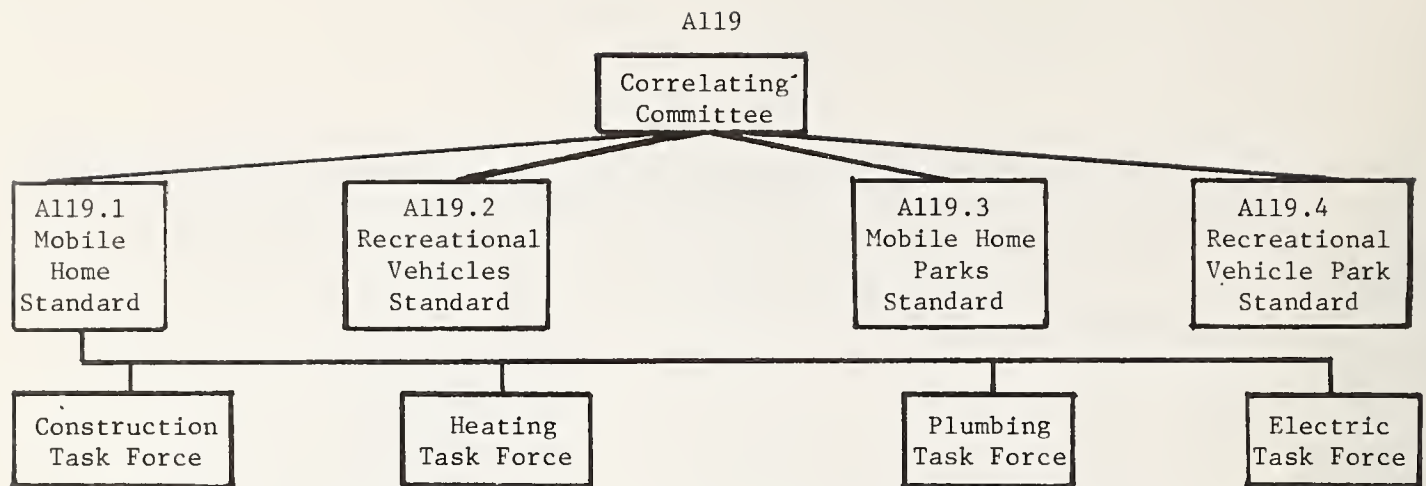 A119
Correlating
Committee
A119.1
Mobile
Home
Standard
A119.2
Recreational
Vehicles
Standard
A119.3
Mobile Home
Parks
Standard
A119.4
Recreational
Vehicle Park
Standard
Construction
Task Force
Heating
Task Force
Plumbing
Task Force
Electric
Task Force